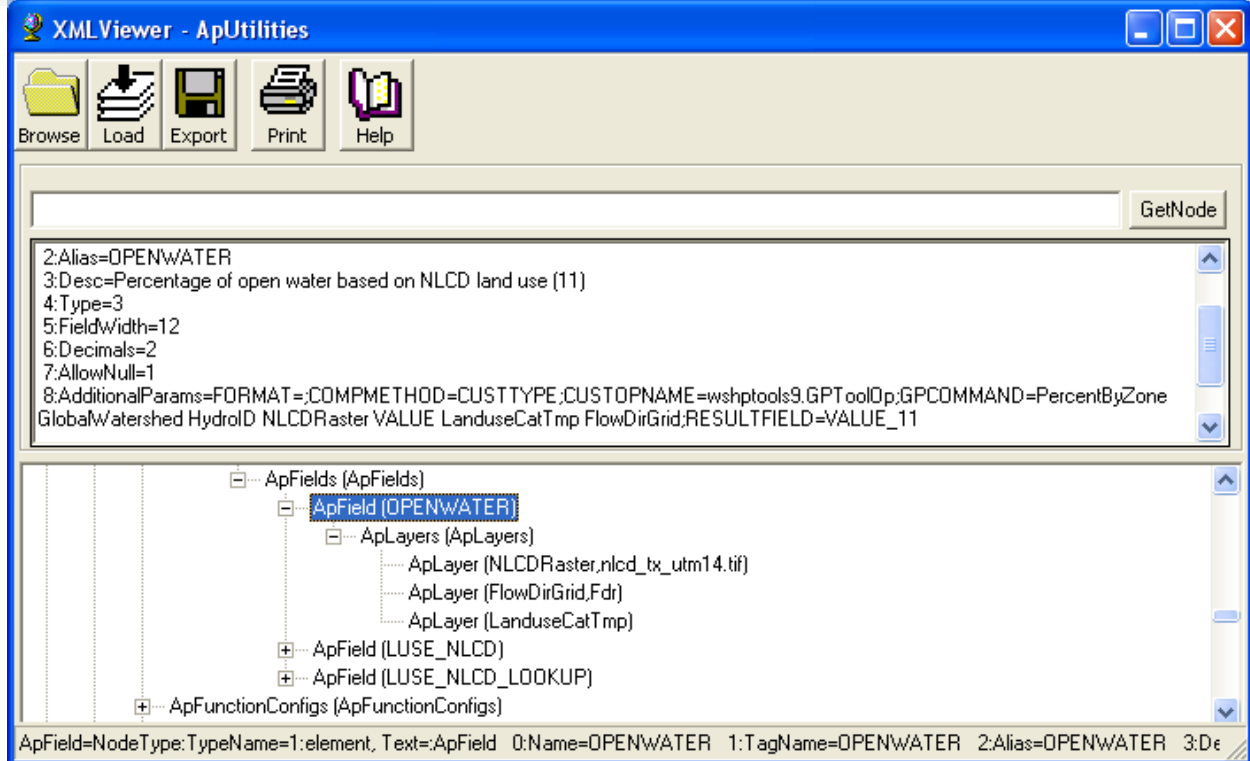 XMLViewer - ApUtilities
Browse Load Export Print Help
GetNode
2:Alias=OPENWATER
3:Desc=Percentage of open water based on NLCD land use (11)
4:Type=3
5:FieldWidth=12
6:Decimals=2
7:AllowNull=1
8:AdditionalParams=FORMAT=;COMPMETHOD=CUSTTYPE;CUSTOPNAME=wshptools9.GPToolOp;GPCOMMAND=PercentByZone
GlobalWatershed HydroID NLCDRaster VALUE LanduseCatTmp FlowDirGrid;RESULTFIELD=VALUE_11
ApFields (ApFields)
ApField (OPENWATER)
ApLayers (ApLayers)
ApLayer (NLCDRaster,nlcd_tx_utm14.tif)
ApLayer (FlowDirGrid,Fdr)
ApLayer (LanduseCatTmp)
ApField (LUSE_NLCD)
ApField (LUSE_NLCD_LOOKUP)
ApFunctionConfigs (ApFunctionConfigs)
ApField=NodeType:TypeName=1:element, Text=:ApField 0:Name=OPENWATER 1:TagName=OPENWATER 2:Alias=OPENWATER 3:De